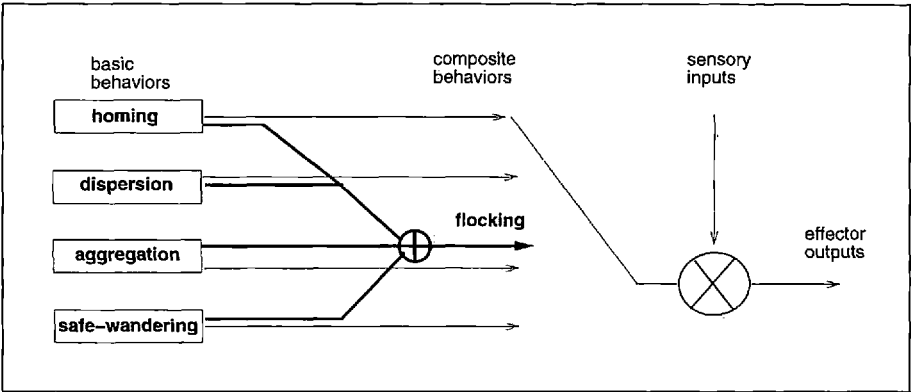 basic
behaviors
composite
behaviors
sensory
inputs
homing
dispersion
flocking
aggregation
effector
outputs
safe-wandering